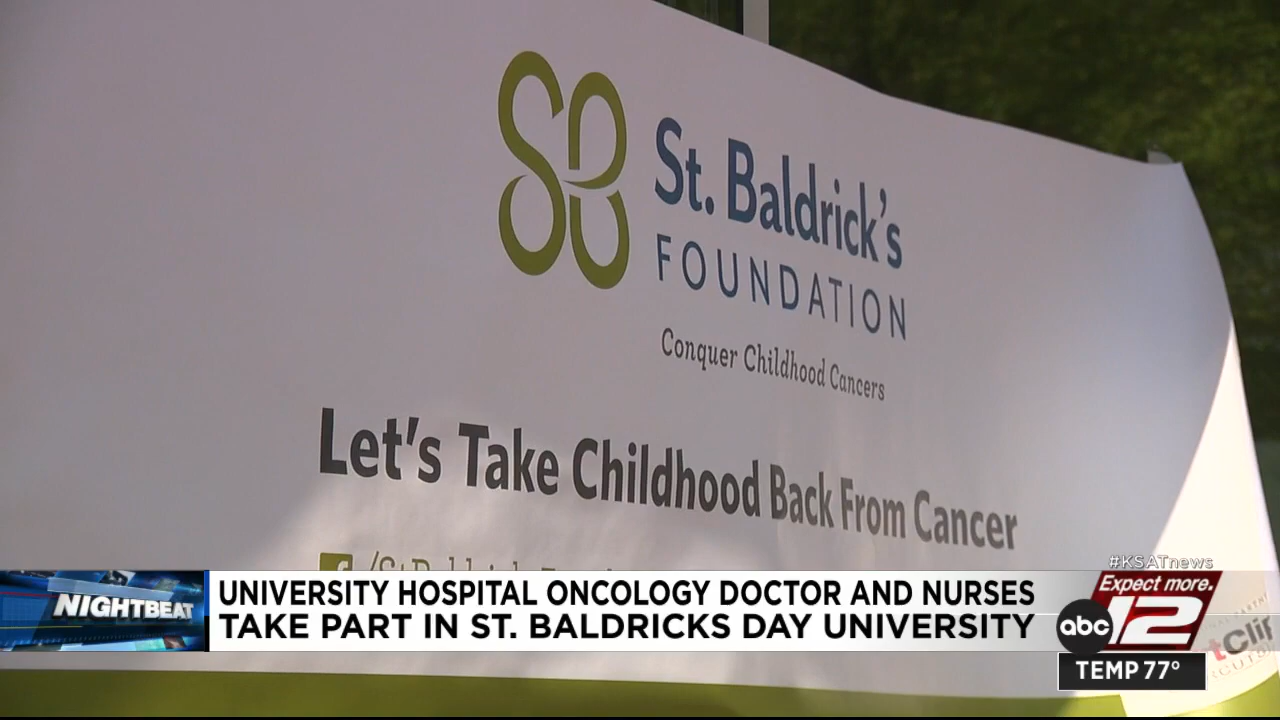 SB
St. Baldrick's
FOUNDATION
Conquer Childhood Cancers
Let's Take Childhood Back From Cancer
#KSATnews
NIGHTBEAT
UNIVERSITY HOSPITAL ONCOLOGY DOCTOR AND NURSES
TAKE PART IN ST. BALDRICKS DAY UNIVERSITY
Expect more.
abc 12
TEMP 77°